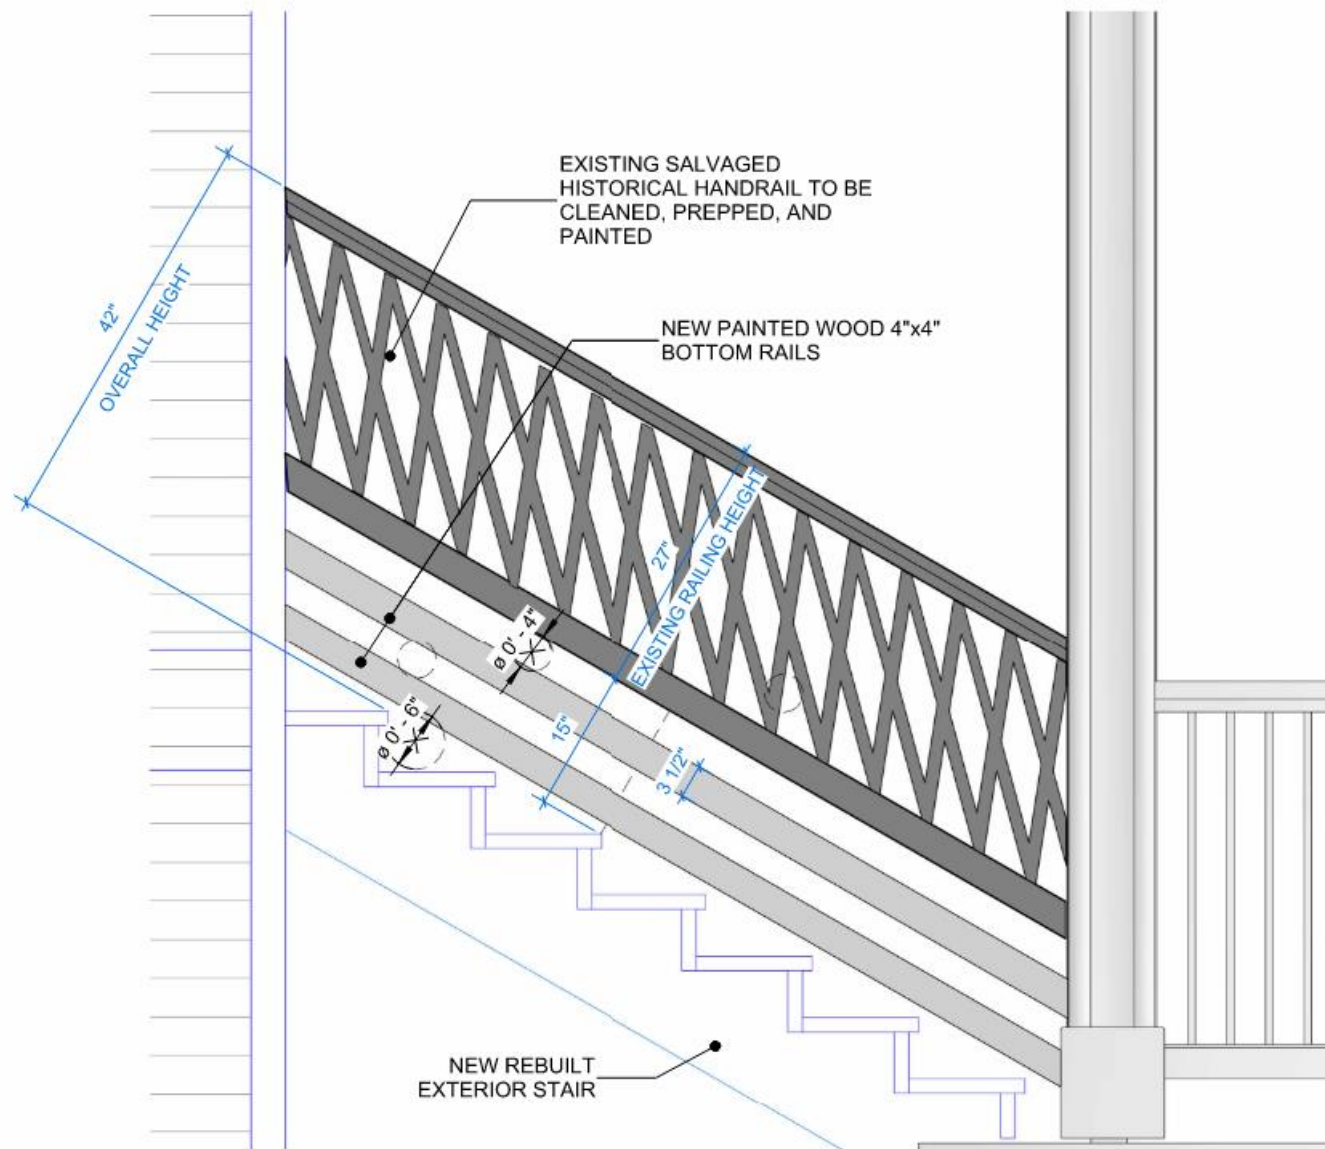 EXISTING SALVAGED
HISTORICAL HANDRAIL TO BE
CLEANED, PREPPED, AND
PAINTED
42"
OVERALL HEIGHT
NEW PAINTED WOOD 4"x4"
BOTTOM RAILS
27"
EXISTING RAILING HEIGHT
ø 0' - 4"
ø 0' - 6"
15"
3 1/2"
NEW REBUILT
EXTERIOR STAIR